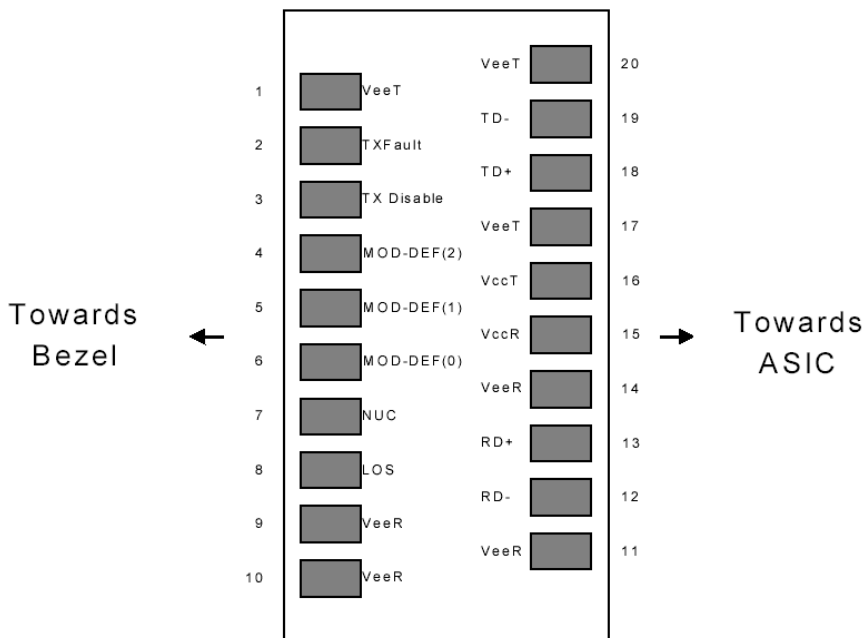 Towards
Bezel
1 VeeT
2 TXFault
3 TX Disable
4 MOD-DEF(2)
5 MOD-DEF(1)
6 MOD-DEF(0)
7 NUC
8 LOS
9 VeeR
10 VeeR
VeeT 20
TD- 19
TD+ 18
VeeT 17
VccT 16
VccR 15
VeeR 14
RD+ 13
RD- 12
VeeR 11
Towards
ASIC